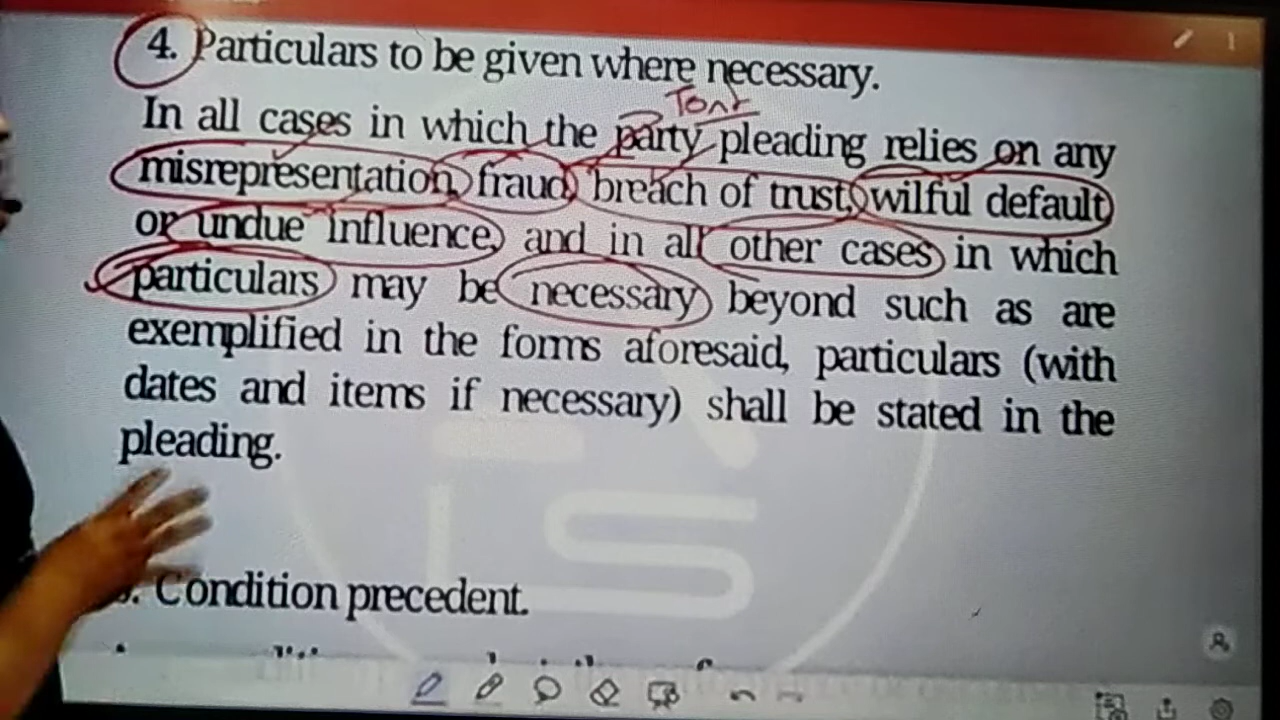 4. Particulars to be given where necessary.
Tont
In all cases in which the party pleading relies on any
misrepresentation, fraud, breach of trust, wilful default
or undue influence, and in all other cases in which
particulars may be necessary beyond such as are
exemplified in the forms aforesaid, particulars (with
dates and items if necessary) shall be stated in the
pleading.
LS
Condition precedent.